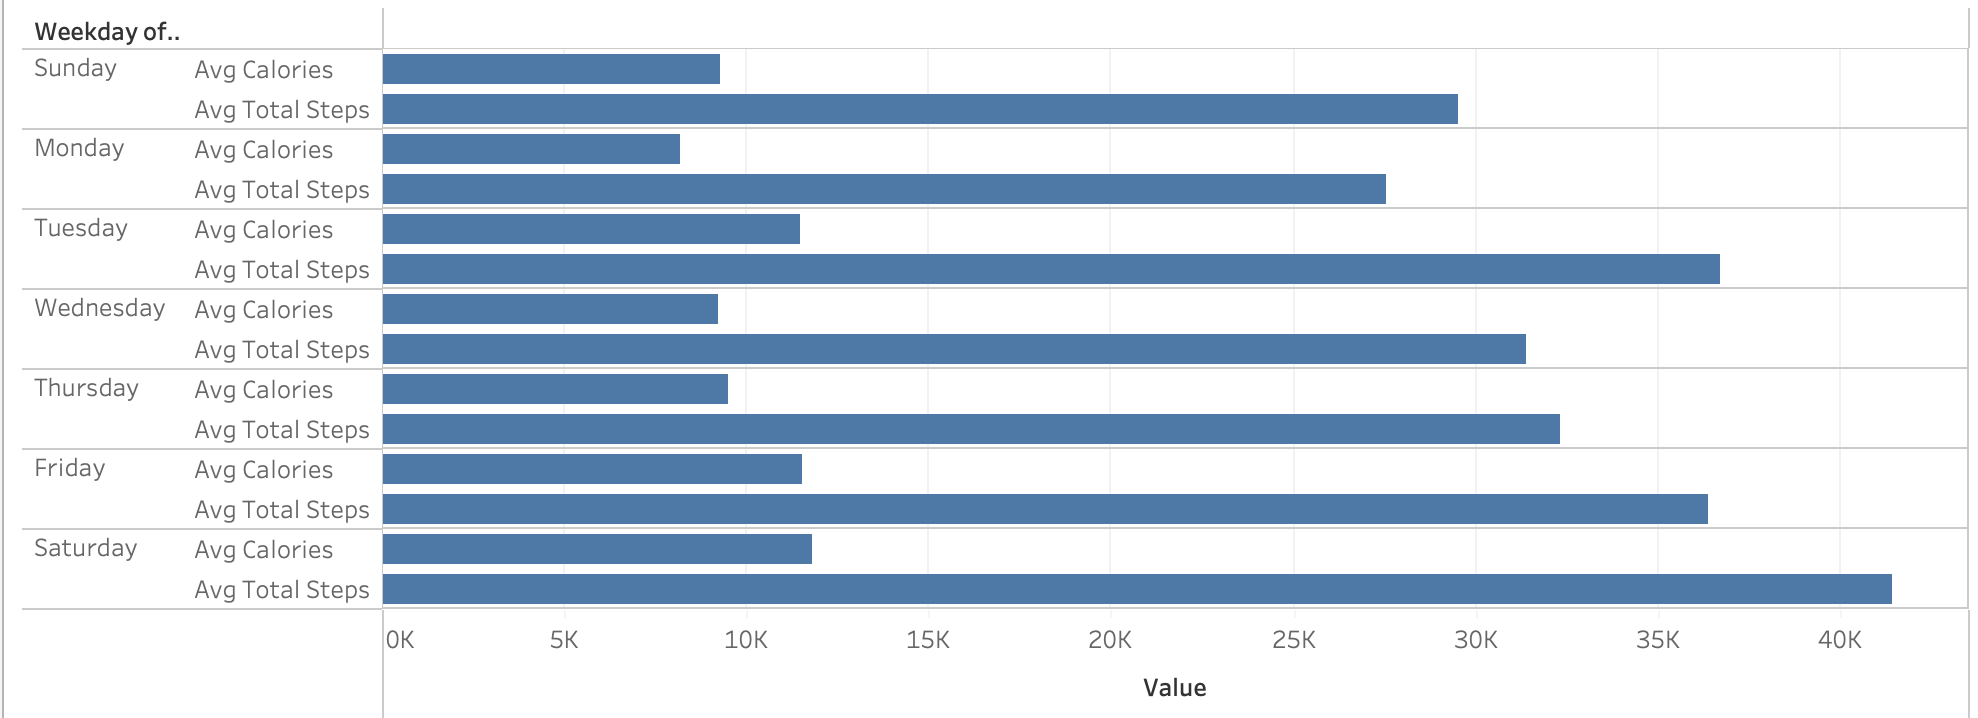 Weekday of..
Sunday Avg Calories
Avg Total Steps
Monday Avg Calories
Avg Total Steps
Tuesday Avg Calories
Avg Total Steps
Wednesday Avg Calories
Avg Total Steps
Thursday Avg Calories
Avg Total Steps
Friday Avg Calories
Avg Total Steps
Saturday Avg Calories
Avg Total Steps
0K 5K 10K 15K 20K 25K 30K 35K 40K
Value